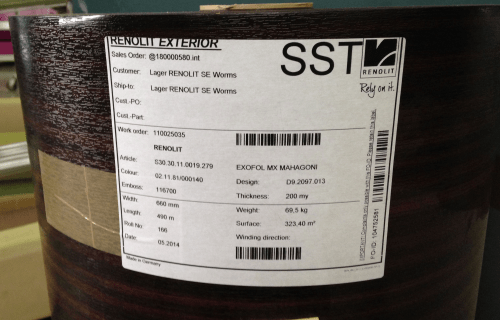 RENOLIT EXTERIOR
Sales Order: @180000580.int
SST
RENOLIT
Rely on it.
Customer: Lager RENOLIT SE Worms
Ship-to: Lager RENOLIT SE Worms
Cust.-PO:
Cust.-Part:
Work order: 110025035
RENOLIT
Article: S30.30.11.0019.279 EXOFOL MX MAHAGONI
Colour: 02.11.81/000140 Design: D9.2097.013
Emboss: 116700 Thickness: 200 my
Width: 660 mm Weight: 69,5 kg
Length: 490 m Surface: 323,40 m²
Roll No: 166 Winding direction:
Date: 05.2014
Made in Germany
FO-ID: 104752581